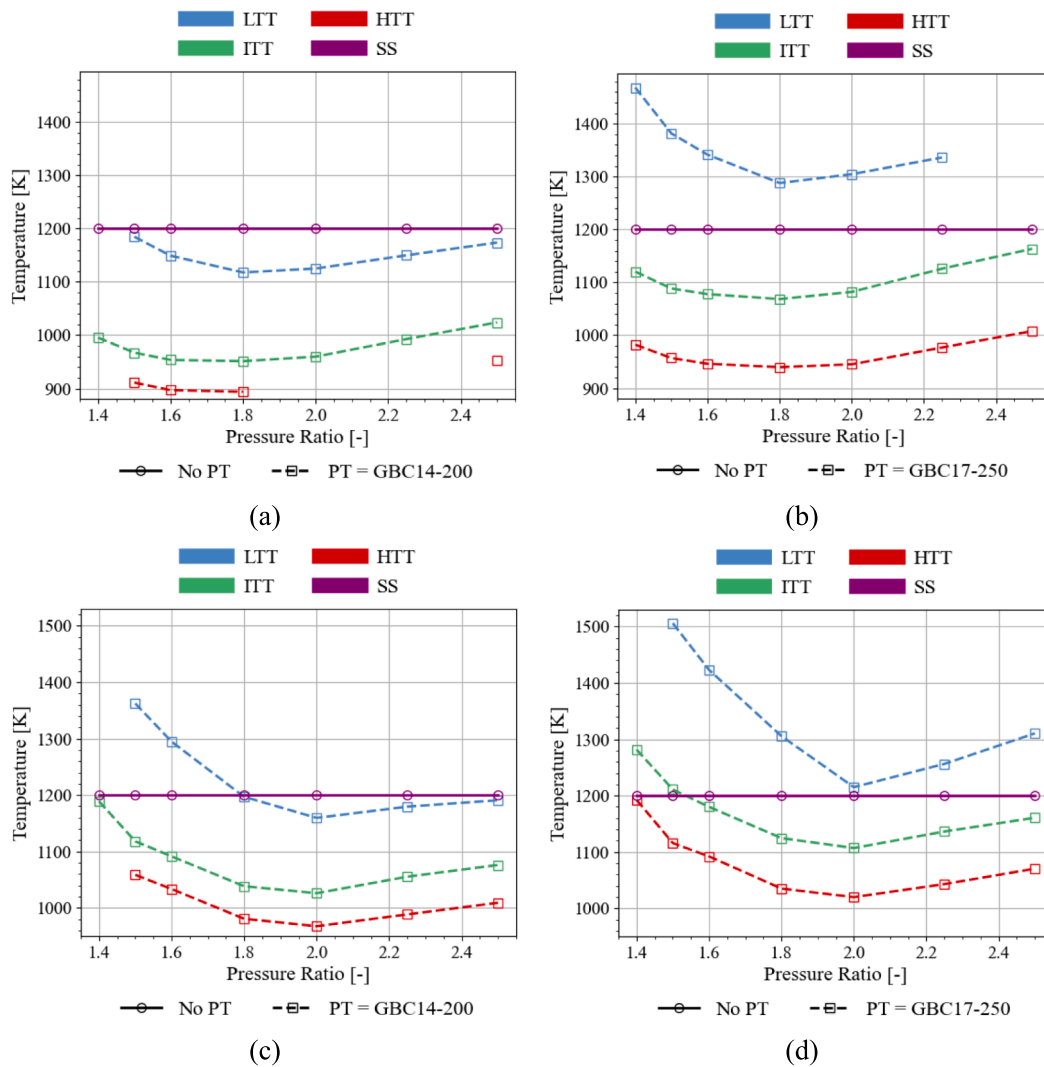 LTT HTT
ITT SS
1400
1300
1200
1100
1000
900
Temperature [K]
1.4 1.6 1.8 2.0 2.2 2.4
Pressure Ratio [-]
No PT PT = GBC14-200
(a)
LTT HTT
ITT SS
1400
1300
1200
1100
1000
900
Temperature [K]
1.4 1.6 1.8 2.0 2.2 2.4
Pressure Ratio [-]
No PT PT = GBC17-250
(b)
LTT HTT
ITT SS
1500
1400
1300
1200
1100
1000
Temperature [K]
1.4 1.6 1.8 2.0 2.2 2.4
Pressure Ratio [-]
No PT PT = GBC14-200
(c)
LTT HTT
ITT SS
1500
1400
1300
1200
1100
1000
Temperature [K]
1.4 1.6 1.8 2.0 2.2 2.4
Pressure Ratio [-]
No PT PT = GBC17-250
(d)